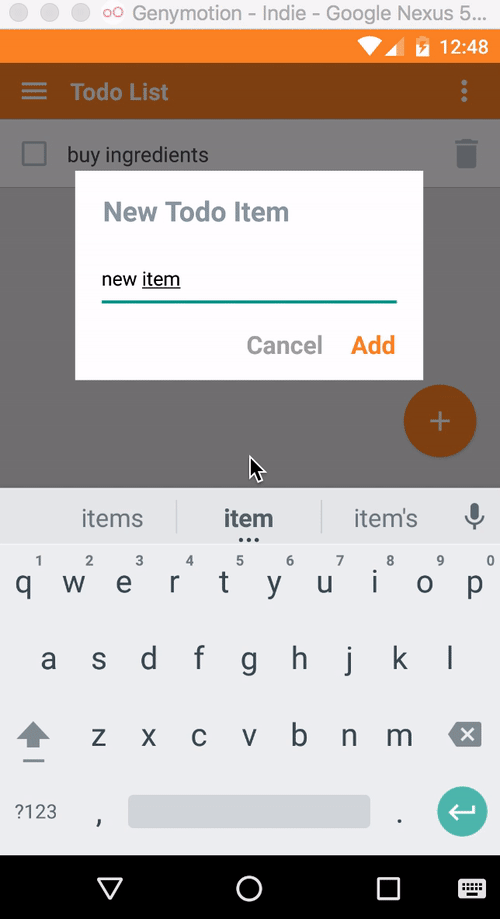 Genymotion - Indie - Google Nexus 5...
12:48
Todo List
buy ingredients
New Todo Item
new item
Cancel Add
+
items item item's
1 2 3 4 5 6 7 8 9 0
q w e r t y u i o p
a s d f g h j k l
z x c v b n m
?123 , .